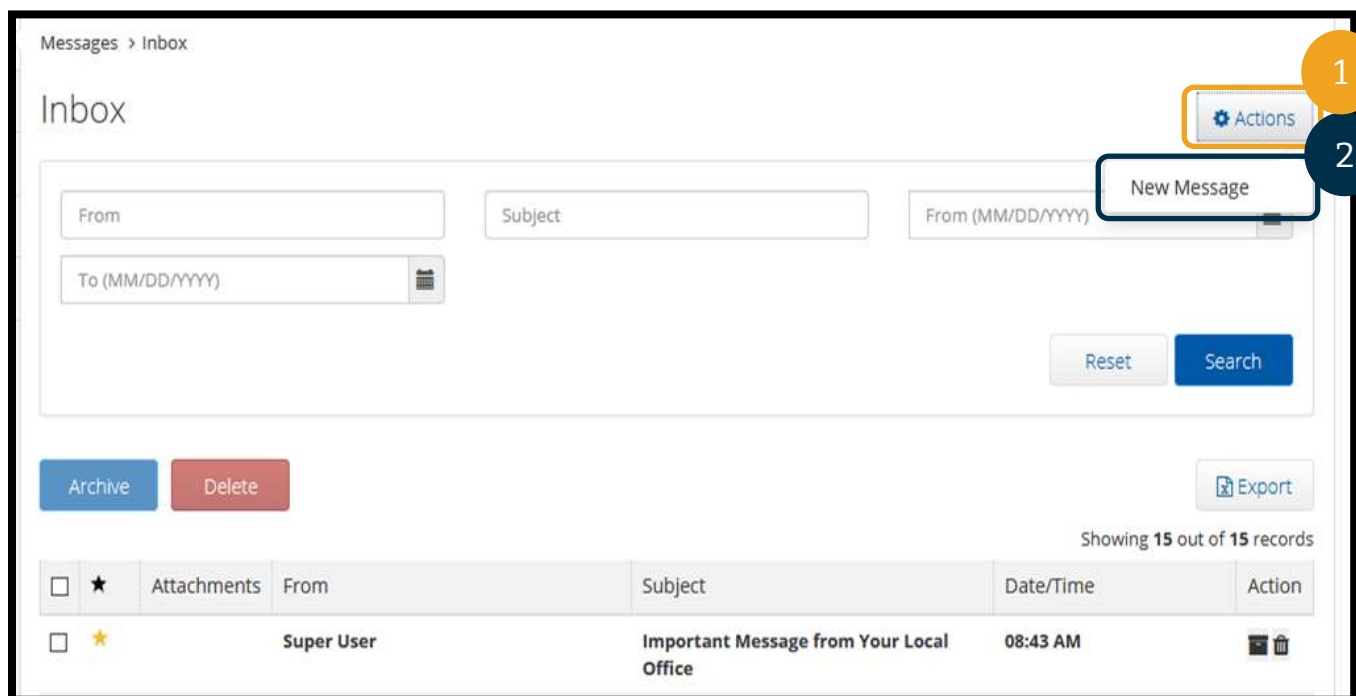 Messages > Inbox
1
Inbox
Actions
2
New Message
From
Subject
From (MM/DD/YYYY)
To (MM/DD/YYYY)
Reset
Search
Archive
Delete
Export
Showing 15 out of 15 records
Attachments From Subject Date/Time Action
Super User Important Message from Your Local 08:43 AM
Office